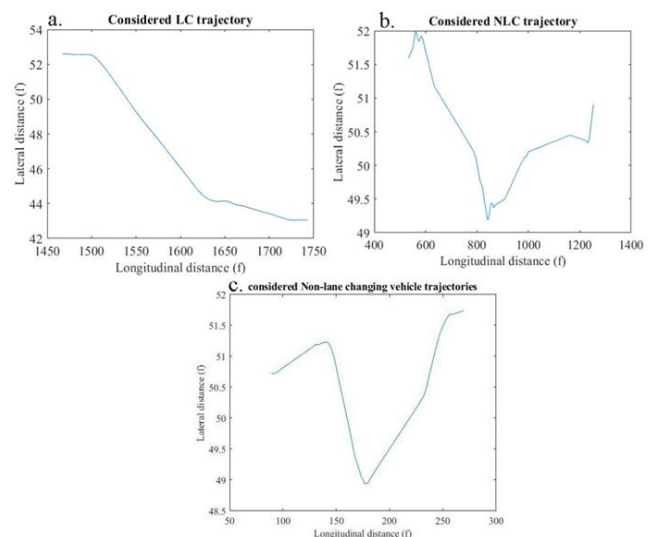 a.
Considered LC trajectory
54
52
50
48
46
44
42
Lateral distance (f)
1450 1500 1550 1600 1650 1700 1750
Longitudinal distance (f)
b.
Considered NLC trajectory
52
51.5
51
50.5
50
49.5
49
Lateral distance (f)
400 600 800 1000 1200 1400
Longitudinal distance (f)
c.
considered Non-lane changing vehicle trajectories
52
51.5
51
50.5
50
49.5
49
48.5
Lateral distance (f)
50 100 150 200 250 300
Longitudinal distance (f)